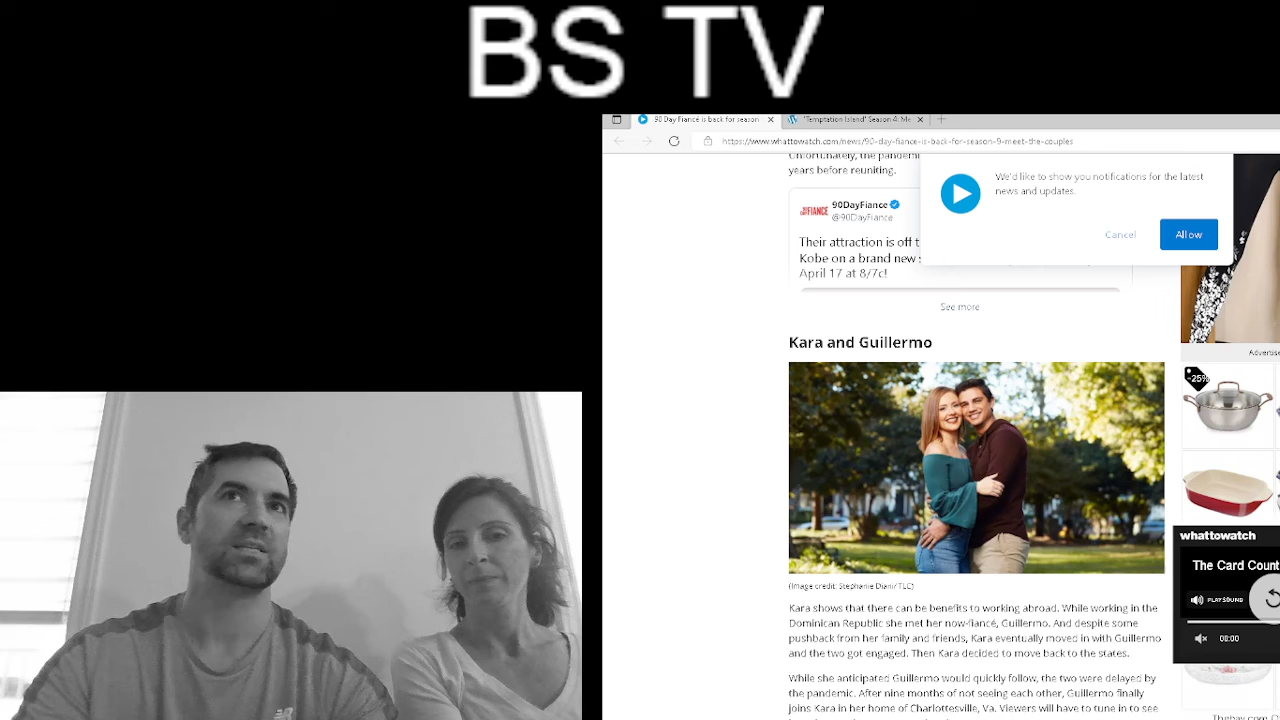 BS TV
90 Day Fiancé is back for season
'Temptation Island' Season 4: Me
https://www.whattowatch.com/news/90-day-fiance-is-back-for-season-9-meet-the-couples
Unfortunately, the pandem
years before reuniting.
We'd like to show you notifications for the latest
news and updates.
Cancel
Allow
90DayFiance
@90DayFiance
FIANCE
Their attraction is off t
Kobe on a brand new
April 17 at 8/7c!
See more
Kara and Guillermo
Advertise
-25%
(Image credit: Stephanie Diani/TLC)
whattowatch
The Card Count
PLAY SOUND
00:00
Kara shows that there can be benefits to working abroad. While working in the
Dominican Republic she met her now-fiancé, Guillermo. And despite some
pushback from her family and friends, Kara eventually moved in with Guillermo
and the two got engaged. Then Kara decided to move back to the states.
While she anticipated Guillermo would quickly follow, the two were delayed by
the pandemic. After nine months of not seeing each other, Guillermo finally
joins Kara in her home of Charlottesville, Va. Viewers will have to tune in to see